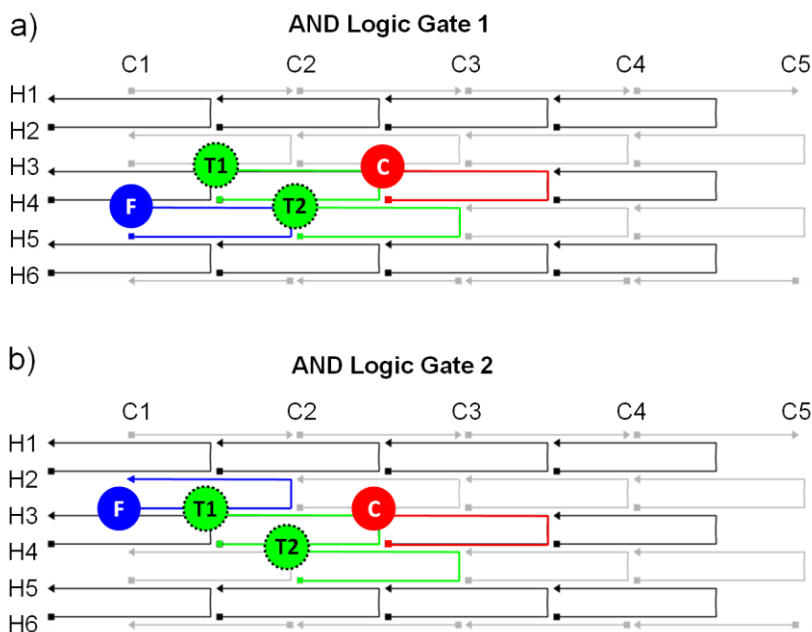 a)
AND Logic Gate 1
C1 C2 C3 C4 C5
H1
H2
H3 T1 C
H4 F T2
H5
H6
b)
AND Logic Gate 2
C1 C2 C3 C4 C5
H1
H2
H3 F T1 C
H4 T2
H5
H6